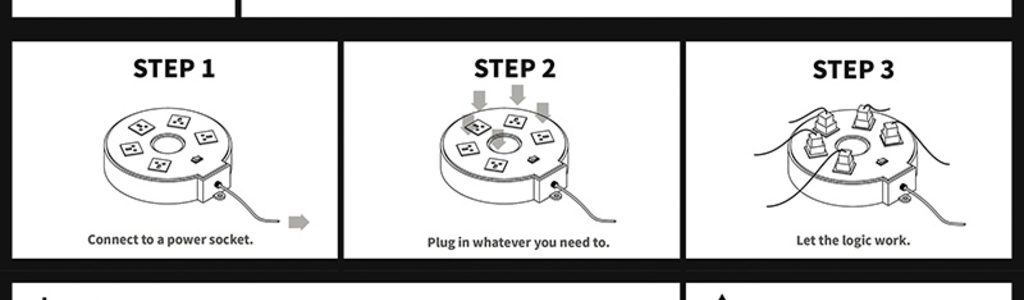 STEP 1
Connect to a power socket.
STEP 2
Plug in whatever you need to.
STEP 3
Let the logic work.